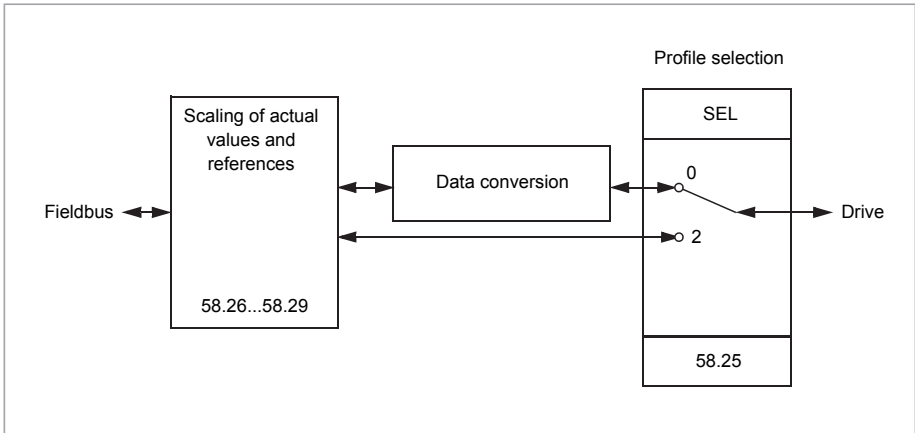 Profile selection
SEL
Scaling of actual
values and
references
0
Data conversion
Fieldbus
Drive
2
58.26...58.29
58.25